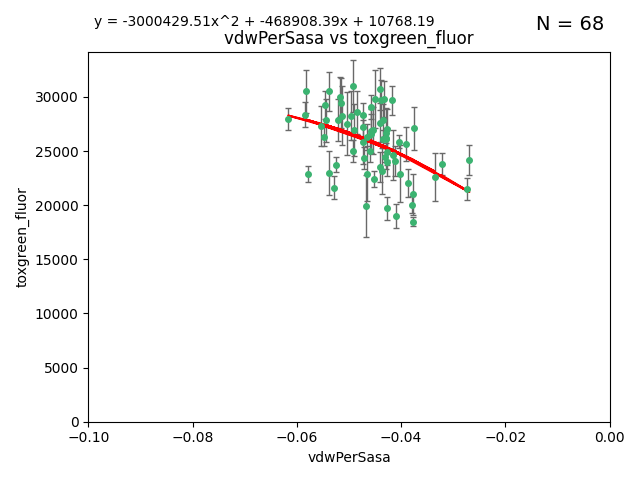 y = -3000429.51x^2 + -468908.39x + 10768.19
N = 68
vdwPerSasa vs toxgreen_fluor
30000
25000
20000
15000
10000
5000
0
toxgreen_fluor
−0.10 −0.08 −0.06 −0.04 −0.02 0.00
vdwPerSasa